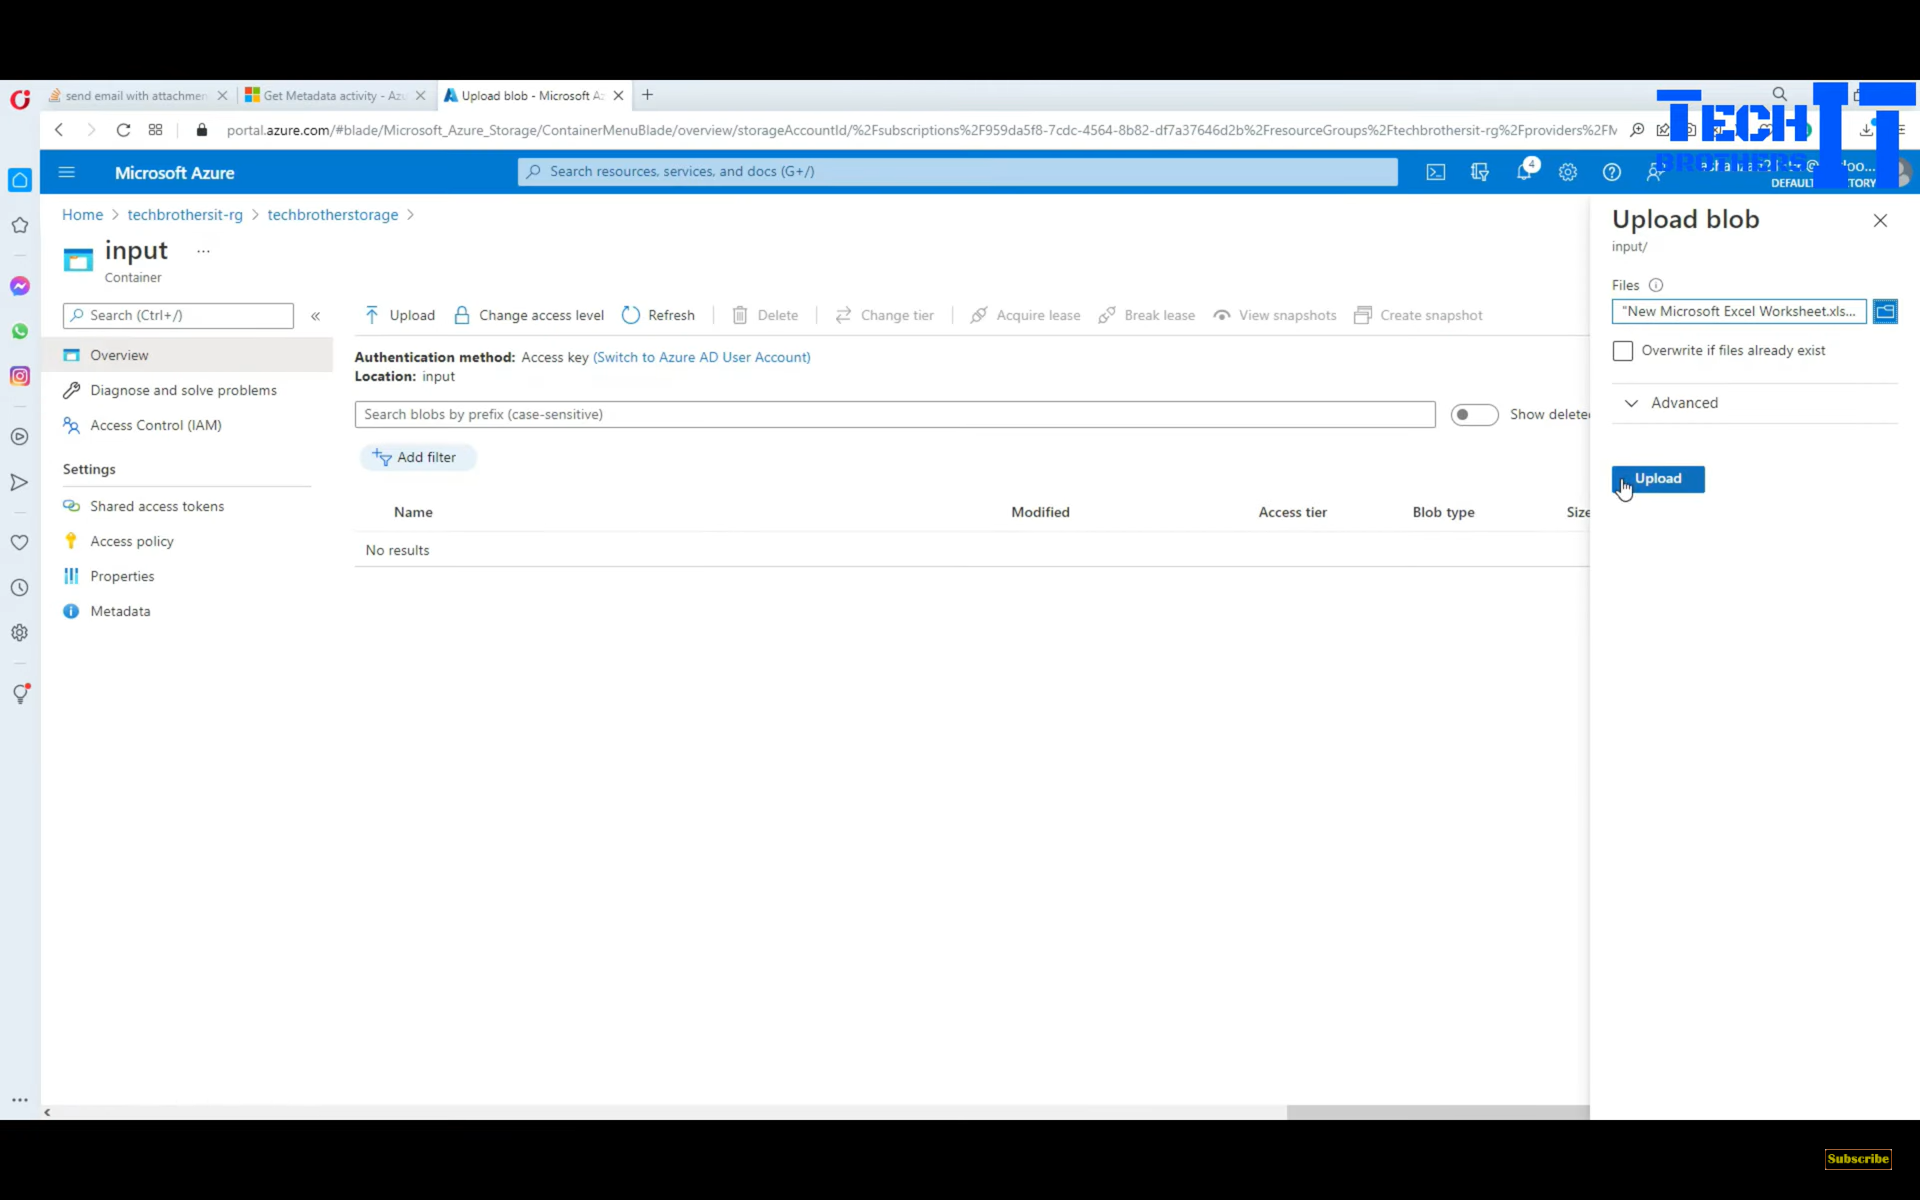 send email with attachmen
Get Metadata activity - Az
Upload blob - Microsoft Az
portal.azure.com/#blade/Microsoft_Azure_Storage/ContainerMenuBlade/overview/storageAccountId/%2Fsubscriptions%2F959da5f8-7cdc-4564-8b82-df7a37646d2b%2FresourceGroups%2Ftechbrothersit-rg%2Fproviders%2FM
TECH IT
BROTHERS
Microsoft Azure
Search resources, services, and docs (G+/)
4
Home > techbrothersit-rg > techbrotherstorage >
input ...
Container
Search (Ctrl+/)
«
Overview
Diagnose and solve problems
Access Control (IAM)
Settings
Shared access tokens
Access policy
Properties
Metadata
Upload
Change access level
Refresh
Delete
Change tier
Acquire lease
Break lease
View snapshots
Create snapshot
Authentication method: Access key (Switch to Azure AD User Account)
Location: input
Search blobs by prefix (case-sensitive)
Show delete
Add filter
Name Modified Access tier Blob type Size
No results
Upload blob
input/
Files
"New Microsoft Excel Worksheet.xls...
Overwrite if files already exist
Advanced
Upload
Subscribe